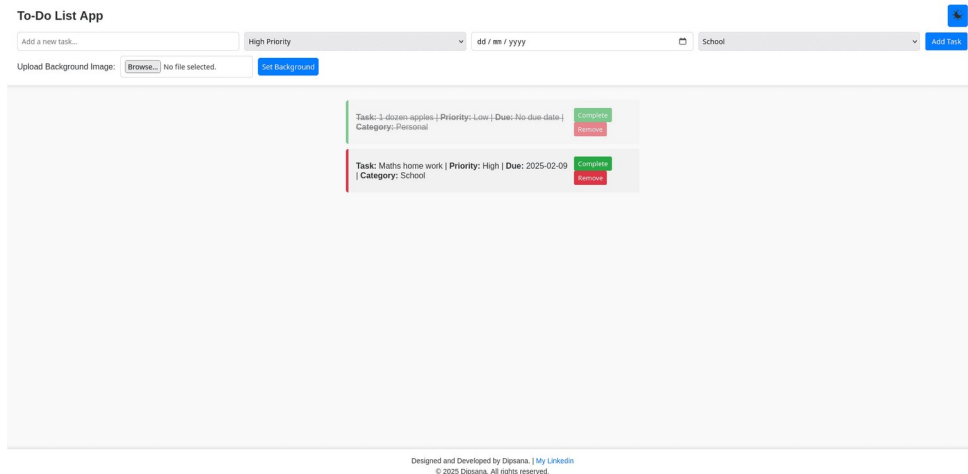 To-Do List App
Add a new task...
High Priority
dd / mm / yyyy
School
Add Task
Upload Background Image:
Browse...
No file selected.
Set Background
Task: 1 dozen apples | Priority: Low | Due: No due date |
Category: Personal
Complete
Remove
Task: Maths home work | Priority: High | Due: 2025-02-09
| Category: School
Complete
Remove
Designed and Developed by Dipsana. | My Linkedin
© 2025 Dipsana. All rights reserved.